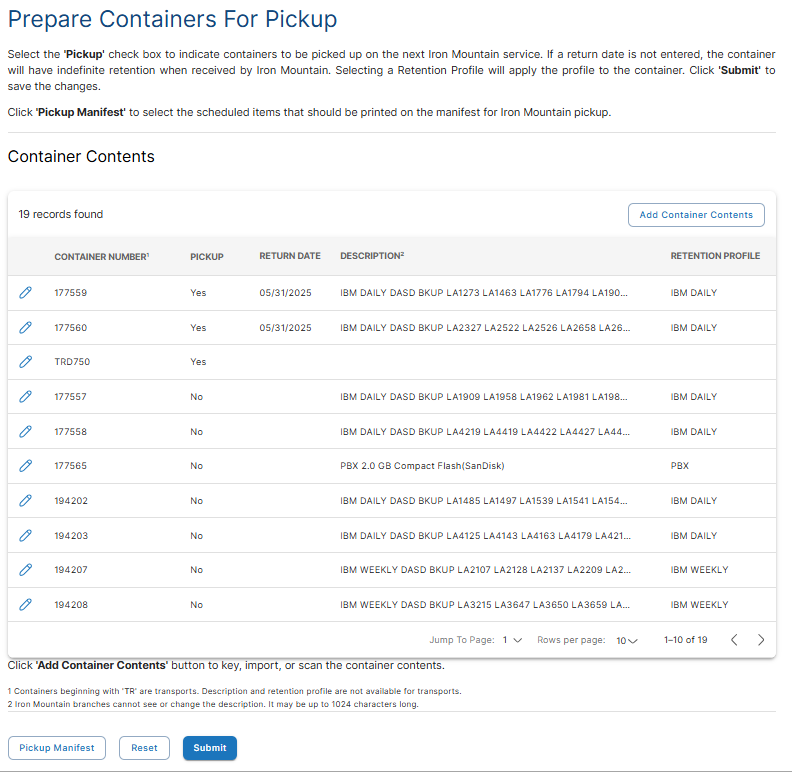 Prepare Containers For Pickup
Select the 'Pickup' check box to indicate containers to be picked up on the next Iron Mountain service. If a return date is not entered, the container
will have indefinite retention when received by Iron Mountain. Selecting a Retention Profile will apply the profile to the container. Click 'Submit' to
save the changes.
Click 'Pickup Manifest' to select the scheduled items that should be printed on the manifest for Iron Mountain pickup.
Container Contents
19 records found
Add Container Contents
CONTAINER NUMBER¹ PICKUP RETURN DATE DESCRIPTION² RETENTION PROFILE
177559 Yes 05/31/2025 IBM DAILY DASD BKUP LA1273 LA1463 LA1776 LA1794 LA190... IBM DAILY
177560 Yes 05/31/2025 IBM DAILY DASD BKUP LA2327 LA2522 LA2526 LA2658 LA26... IBM DAILY
TRD750 Yes
177557 No IBM DAILY DASD BKUP LA1909 LA1958 LA1962 LA1981 LA198... IBM DAILY
177558 No IBM DAILY DASD BKUP LA4219 LA4419 LA4422 LA4427 LA44... IBM DAILY
177565 No PBX 2.0 GB Compact Flash(SanDisk) PBX
194202 No IBM DAILY DASD BKUP LA1485 LA1497 LA1539 LA1541 LA154... IBM DAILY
194203 No IBM DAILY DASD BKUP LA4125 LA4143 LA4163 LA4179 LA421... IBM DAILY
194207 No IBM WEEKLY DASD BKUP LA2107 LA2128 LA2137 LA2209 LA2... IBM WEEKLY
194208 No IBM WEEKLY DASD BKUP LA3215 LA3647 LA3650 LA3659 LA... IBM WEEKLY
Jump To Page: 1 Rows per page: 10 1–10 of 19
Click 'Add Container Contents' button to key, import, or scan the container contents.
1 Containers beginning with 'TR' are transports. Description and retention profile are not available for transports.
2 Iron Mountain branches cannot see or change the description. It may be up to 1024 characters long.
Pickup Manifest Reset Submit